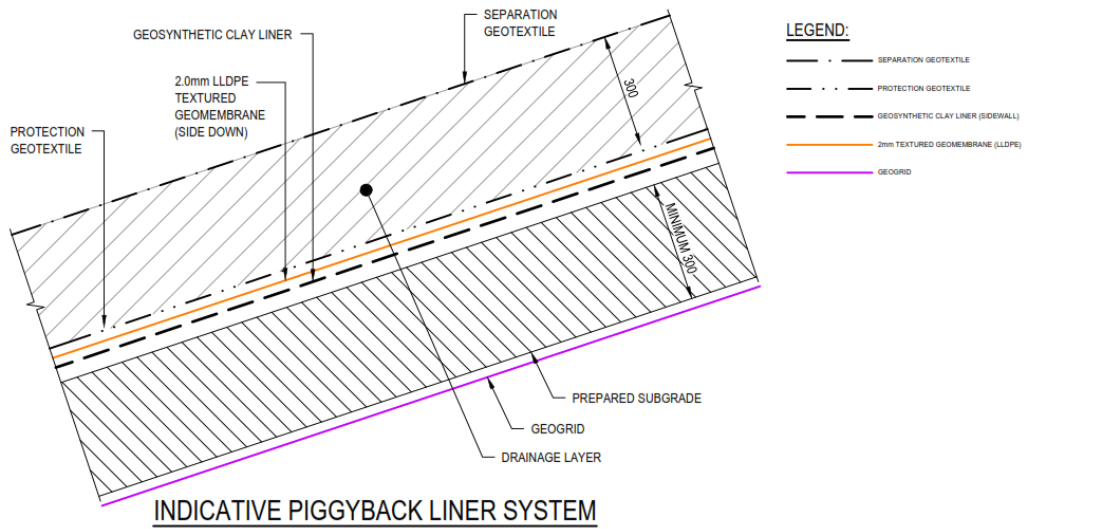 SEPARATION
GEOTEXTILE
GEOSYNTHETIC CLAY LINER
2.0mm LLDPE
TEXTURED
GEOMEMBRANE
(SIDE DOWN)
PROTECTION
GEOTEXTILE
300
MINIMUM 300
PREPARED SUBGRADE
GEOGRID
DRAINAGE LAYER
INDICATIVE PIGGYBACK LINER SYSTEM
LEGEND:
SEPARATION GEOTEXTILE
PROTECTION GEOTEXTILE
GEOSYNTHETIC CLAY LINER (SIDEWALL)
2mm TEXTURED GEOMEMBRANE (LLDPE)
GEOGRID